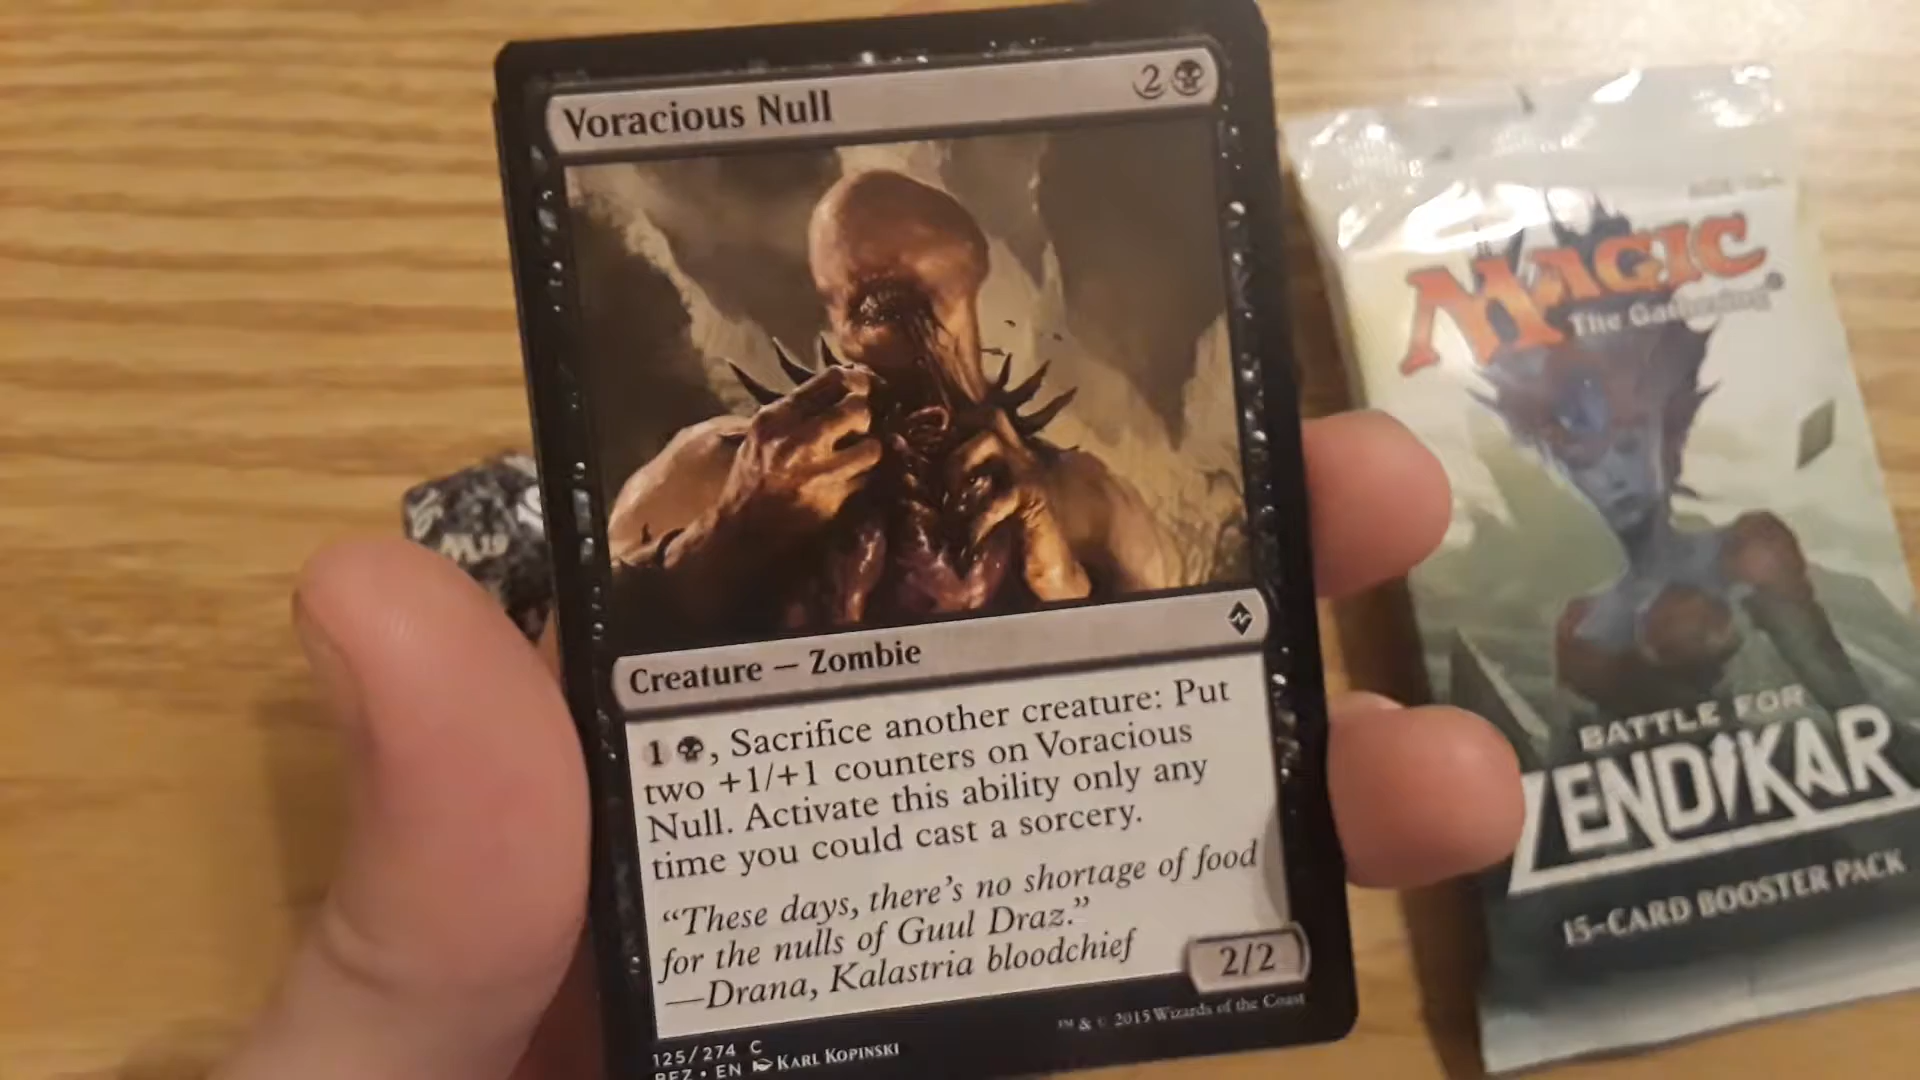 Voracious Null
2
Creature — Zombie
1, Sacrifice another creature: Put
two +1/+1 counters on Voracious
Null. Activate this ability only any
time you could cast a sorcery.
“These days, there’s no shortage of food
for the nulls of Guul Draz.”
—Drana, Kalastria bloodchief
2/2
™ & © 2015 Wizards of the Coast
125/274 C
BFZ • EN KARL KOPINSKI
M19
MAGIC
The Gathering®
BATTLE FOR
ZENDIKAR
15-CARD BOOSTER PACK